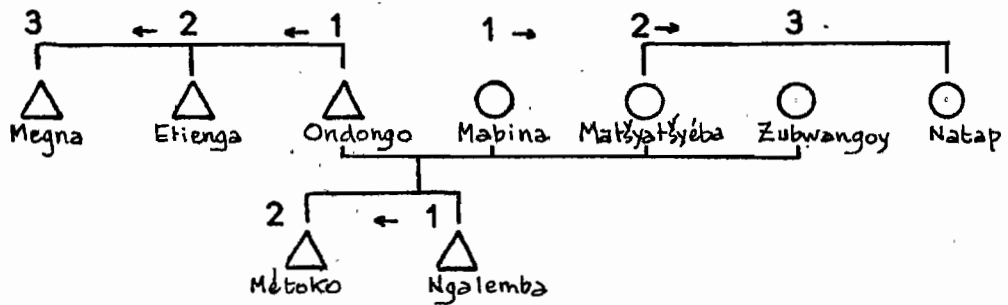 3 ← 2 ← 1 1 → 2 → 3
Megna Etienga Ondongo Mabina Matšyatšyéba Zubwangoy Natap
2 ← 1
Métoko Ngalemba